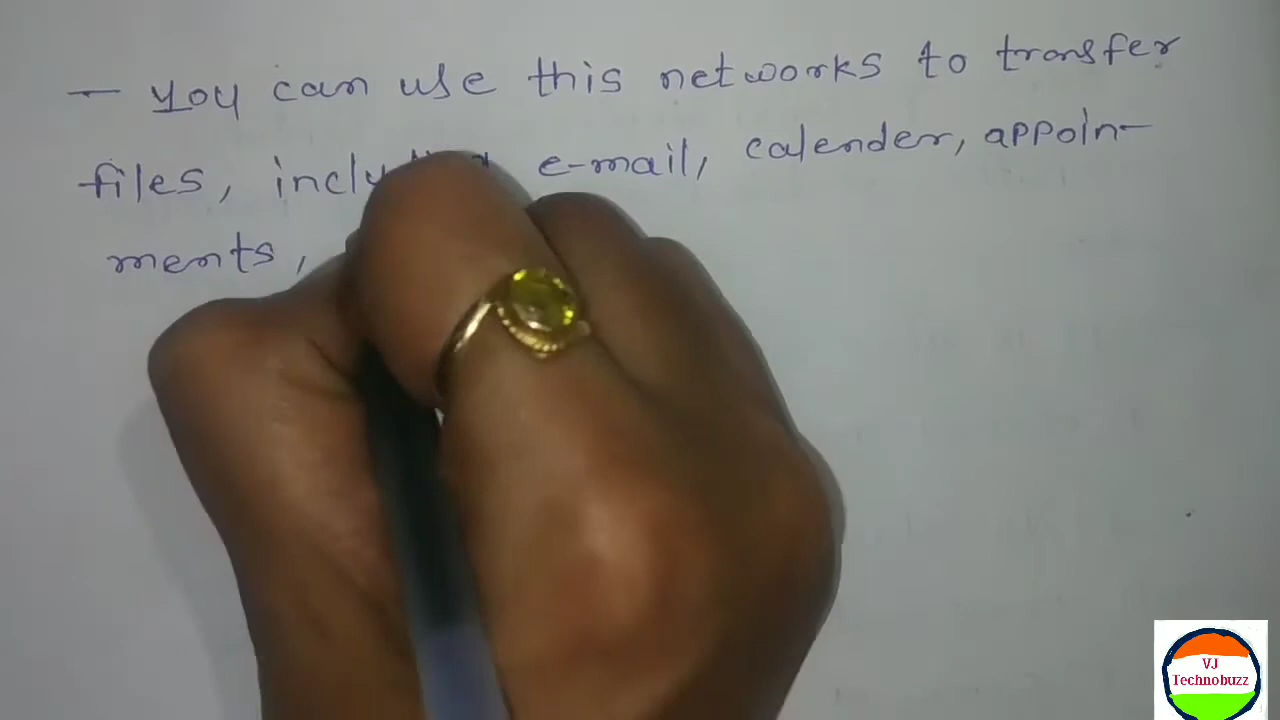 - You can use this networks to transfer
files, e-mail, calender, appoin-
ments,
VJ
Technobuzz